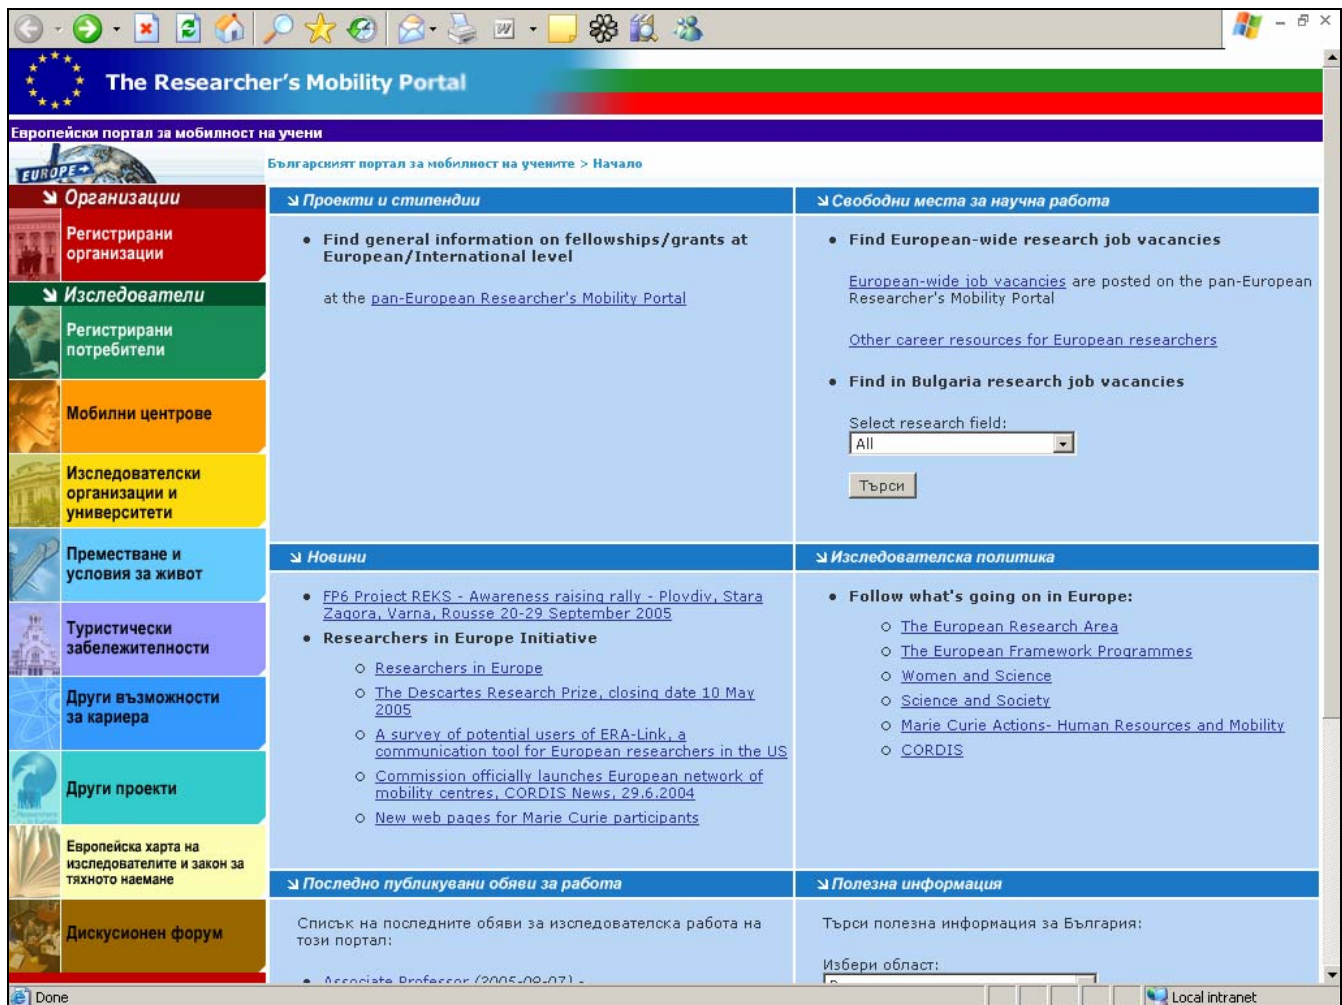 The Researcher's Mobility Portal
Европейски портал за мобилност на учени
EUROPE
Българският портал за мобилност на учените > Начало
Организации
Регистрирани
организации
Изследователи
Регистрирани
потребители
Мобилни центрове
Изследователски
организации и
университети
Преместване и
условия за живот
Туристически
забележителности
Други възможности
за кариера
Други проекти
Европейска харта на
изследователите и закон за
тяхното наемане
Дискусионен форум
Проекти и стипендии
Find general information on fellowships/grants at
European/International level
at the pan-European Researcher's Mobility Portal
Свободни места за научна работа
Find European-wide research job vacancies
European-wide job vacancies are posted on the pan-European
Researcher's Mobility Portal
Other career resources for European researchers
Find in Bulgaria research job vacancies
Select research field:
All
Търси
Новини
FP6 Project REKS - Awareness raising rally - Plovdiv, Stara
Zagora, Varna, Rousse 20-29 September 2005
Researchers in Europe Initiative
Researchers in Europe
The Descartes Research Prize, closing date 10 May
2005
A survey of potential users of ERA-Link, a
communication tool for European researchers in the US
Commission officially launches European network of
mobility centres, CORDIS News, 29.6.2004
New web pages for Marie Curie participants
Изследователска политика
Follow what's going on in Europe:
The European Research Area
The European Framework Programmes
Women and Science
Science and Society
Marie Curie Actions- Human Resources and Mobility
CORDIS
Последно публикувани обяви за работа
Списък на последните обяви за изследователска работа на
този портал:
Associate Professor (2005-09-07) -
Полезна информация
Търси полезна информация за България:
Избери област:
Done
Local intranet